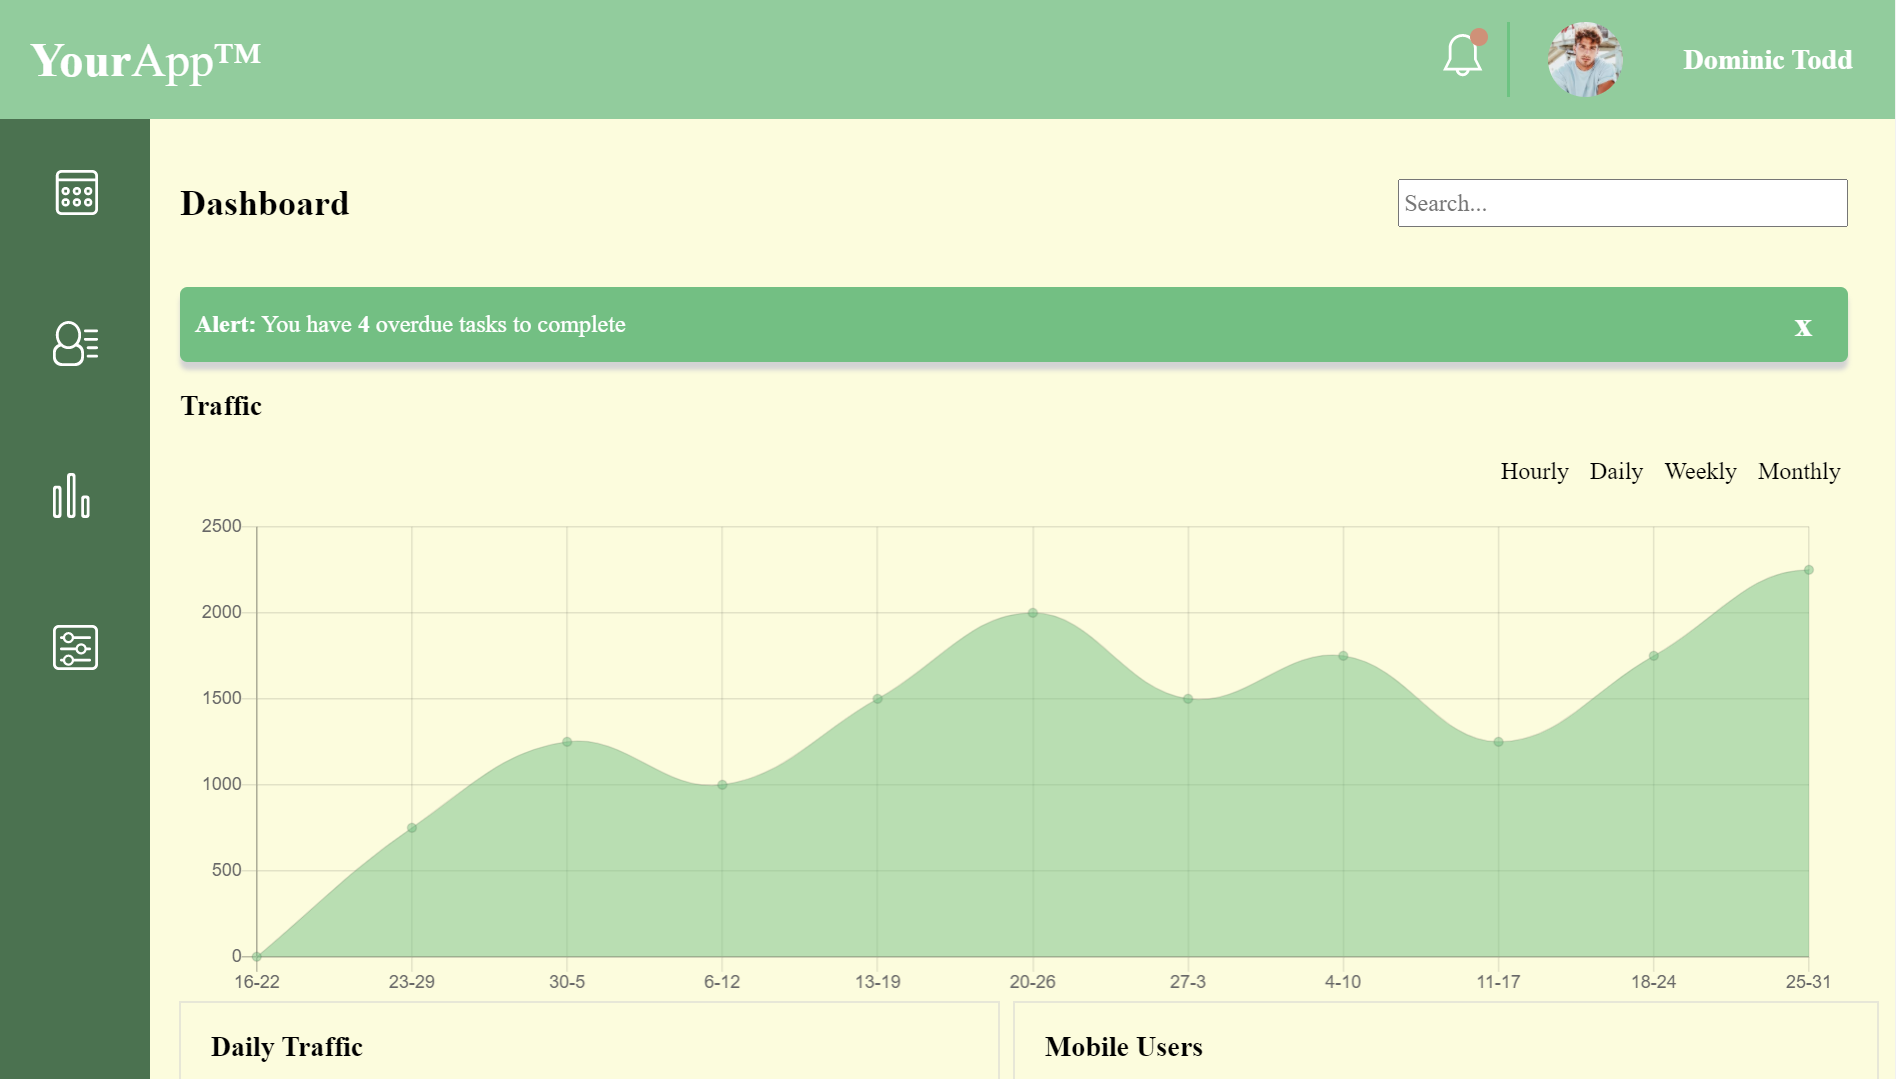 YourApp™
Dominic Todd
Dashboard
Search...
Alert: You have 4 overdue tasks to complete
x
Traffic
Hourly Daily Weekly Monthly
2500
2000
1500
1000
500
0
16-22 23-29 30-5 6-12 13-19 20-26 27-3 4-10 11-17 18-24 25-31
Daily Traffic
Mobile Users